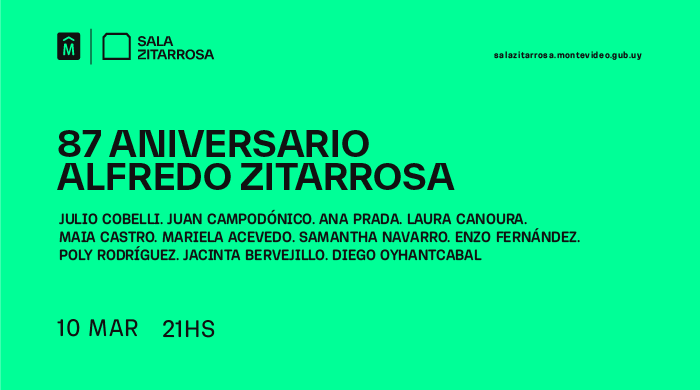 M
SALA
ZITARROSA
salazitarrosa.montevideo.gub.uy
87 ANIVERSARIO
ALFREDO ZITARROSA
JULIO COBELLI. JUAN CAMPODÓNICO. ANA PRADA. LAURA CANOURA.
MAIA CASTRO. MARIELA ACEVEDO. SAMANTHA NAVARRO. ENZO FERNÁNDEZ.
POLY RODRÍGUEZ. JACINTA BERVEJILLO. DIEGO OYHANTCABAL
10 MAR 21HS